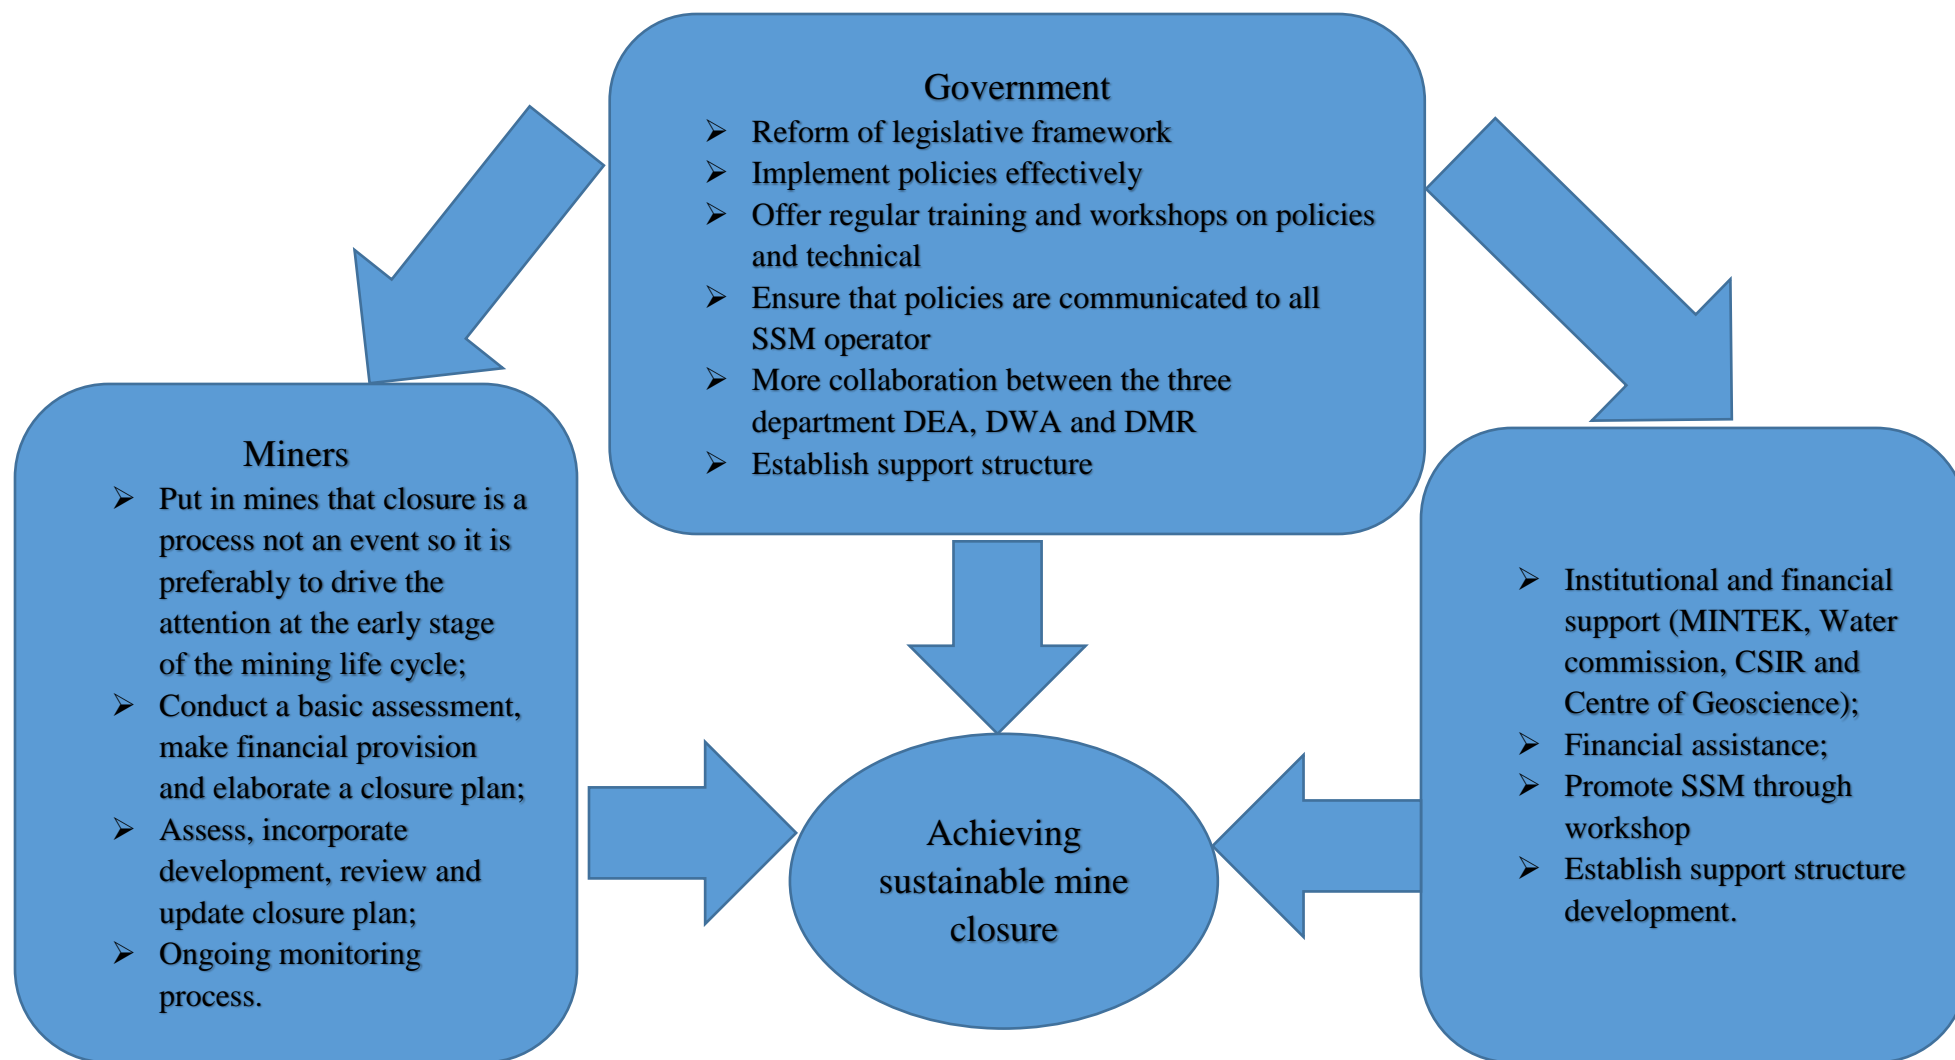 Government
➢ Reform of legislative framework
➢ Implement policies effectively
➢ Offer regular training and workshops on policies
and technical
➢ Ensure that policies are communicated to all
SSM operator
➢ More collaboration between the three
department DEA, DWA and DMR
➢ Establish support structure
Miners
➢ Put in mines that closure is a
process not an event so it is
preferably to drive the
attention at the early stage
of the mining life cycle;
➢ Conduct a basic assessment,
make financial provision
and elaborate a closure plan;
➢ Assess, incorporate
development, review and
update closure plan;
➢ Ongoing monitoring
process.
Achieving
sustainable mine
closure
➢ Institutional and financial
support (MINTEK, Water
commission, CSIR and
Centre of Geoscience);
➢ Financial assistance;
➢ Promote SSM through
workshop
➢ Establish support structure
development.